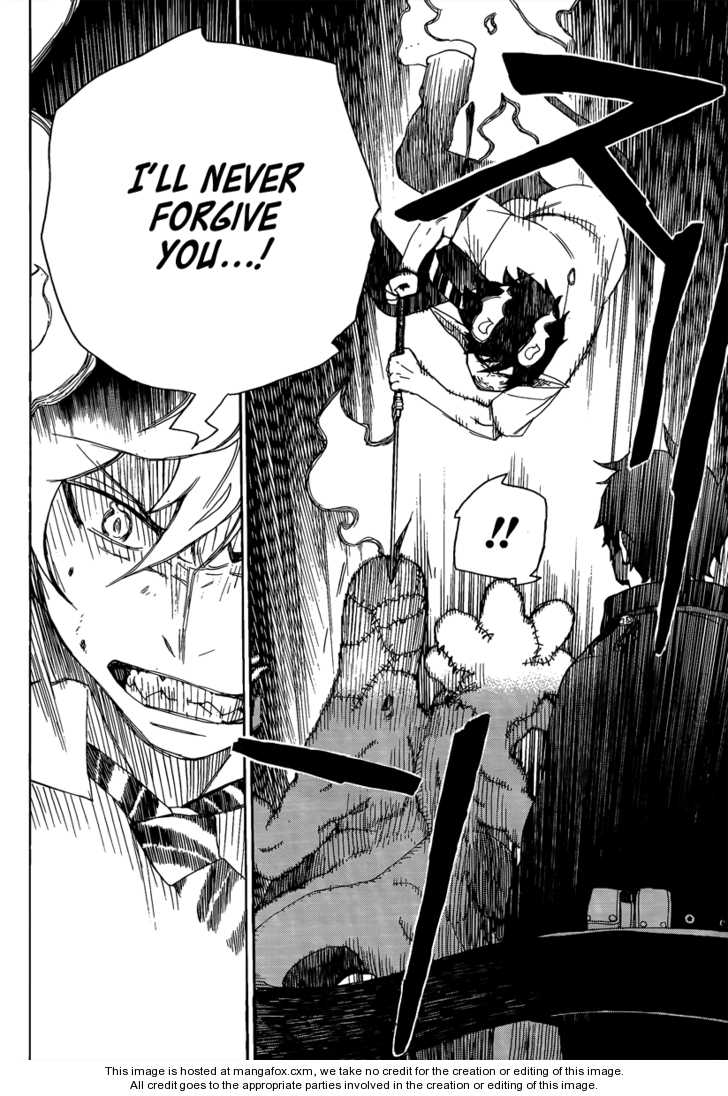 I'LL NEVER
FORGIVE
YOU...!
!!
This image is hosted at mangafox.cxm, we take no credit for the creation or editing of this image.
All credit goes to the appropriate parties involved in the creation or editing of this image.